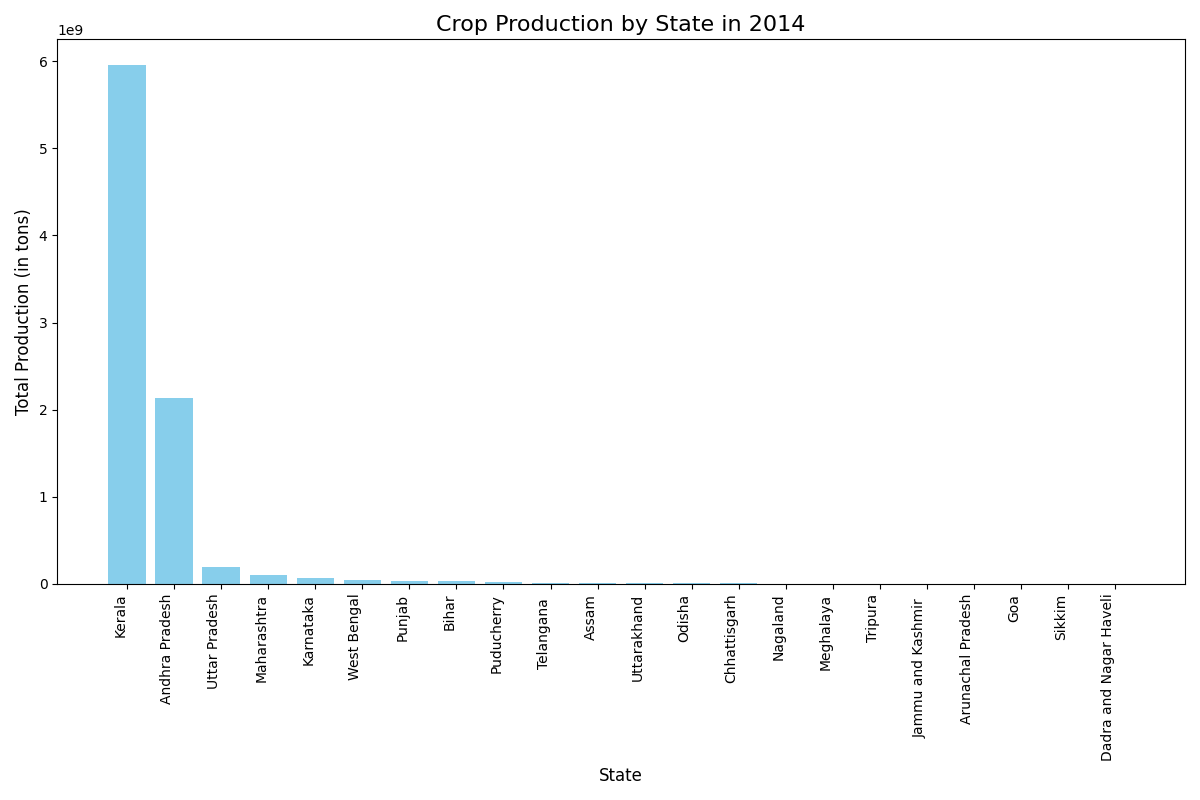 Crop Production by State in 2014
1e9
6
5
4
3
2
1
0
Total Production (in tons)
Kerala
Andhra Pradesh
Uttar Pradesh
Maharashtra
Karnataka
West Bengal
Punjab
Bihar
Puducherry
Telangana
Assam
Uttarakhand
Odisha
Chhattisgarh
Nagaland
Meghalaya
Tripura
Jammu and Kashmir
Arunachal Pradesh
Goa
Sikkim
Dadra and Nagar Haveli
State